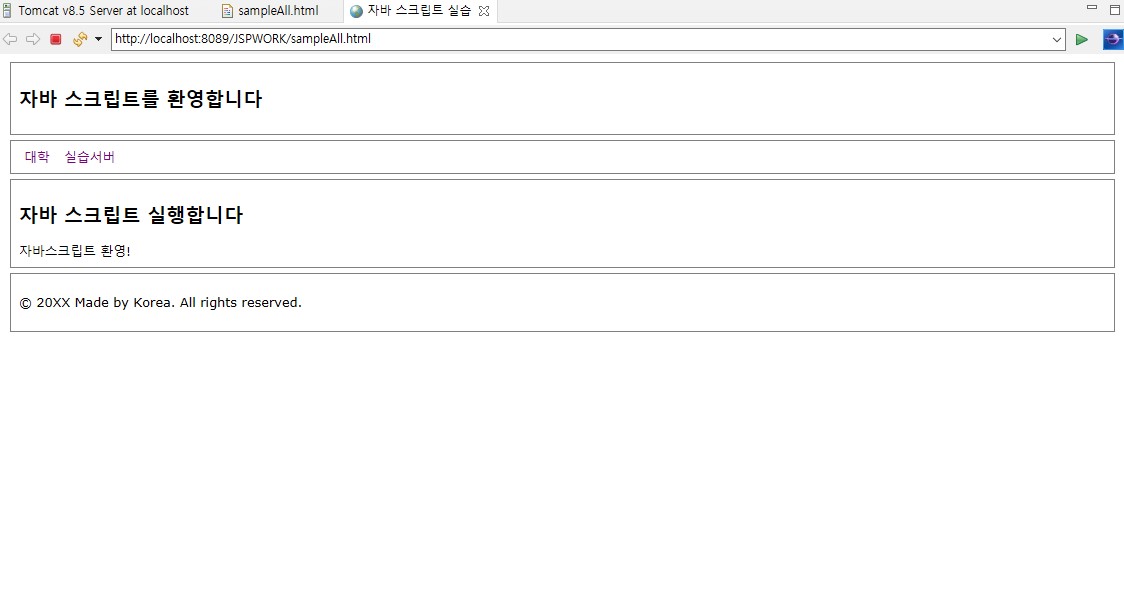 Tomcat v8.5 Server at localhost
sampleAll.html
자바 스크립트 실습
http://localhost:8089/JSPWORK/sampleAll.html
자바 스크립트를 환영합니다
대학 실습서버
자바 스크립트 실행합니다
자바스크립트 환영!
© 20XX Made by Korea. All rights reserved.